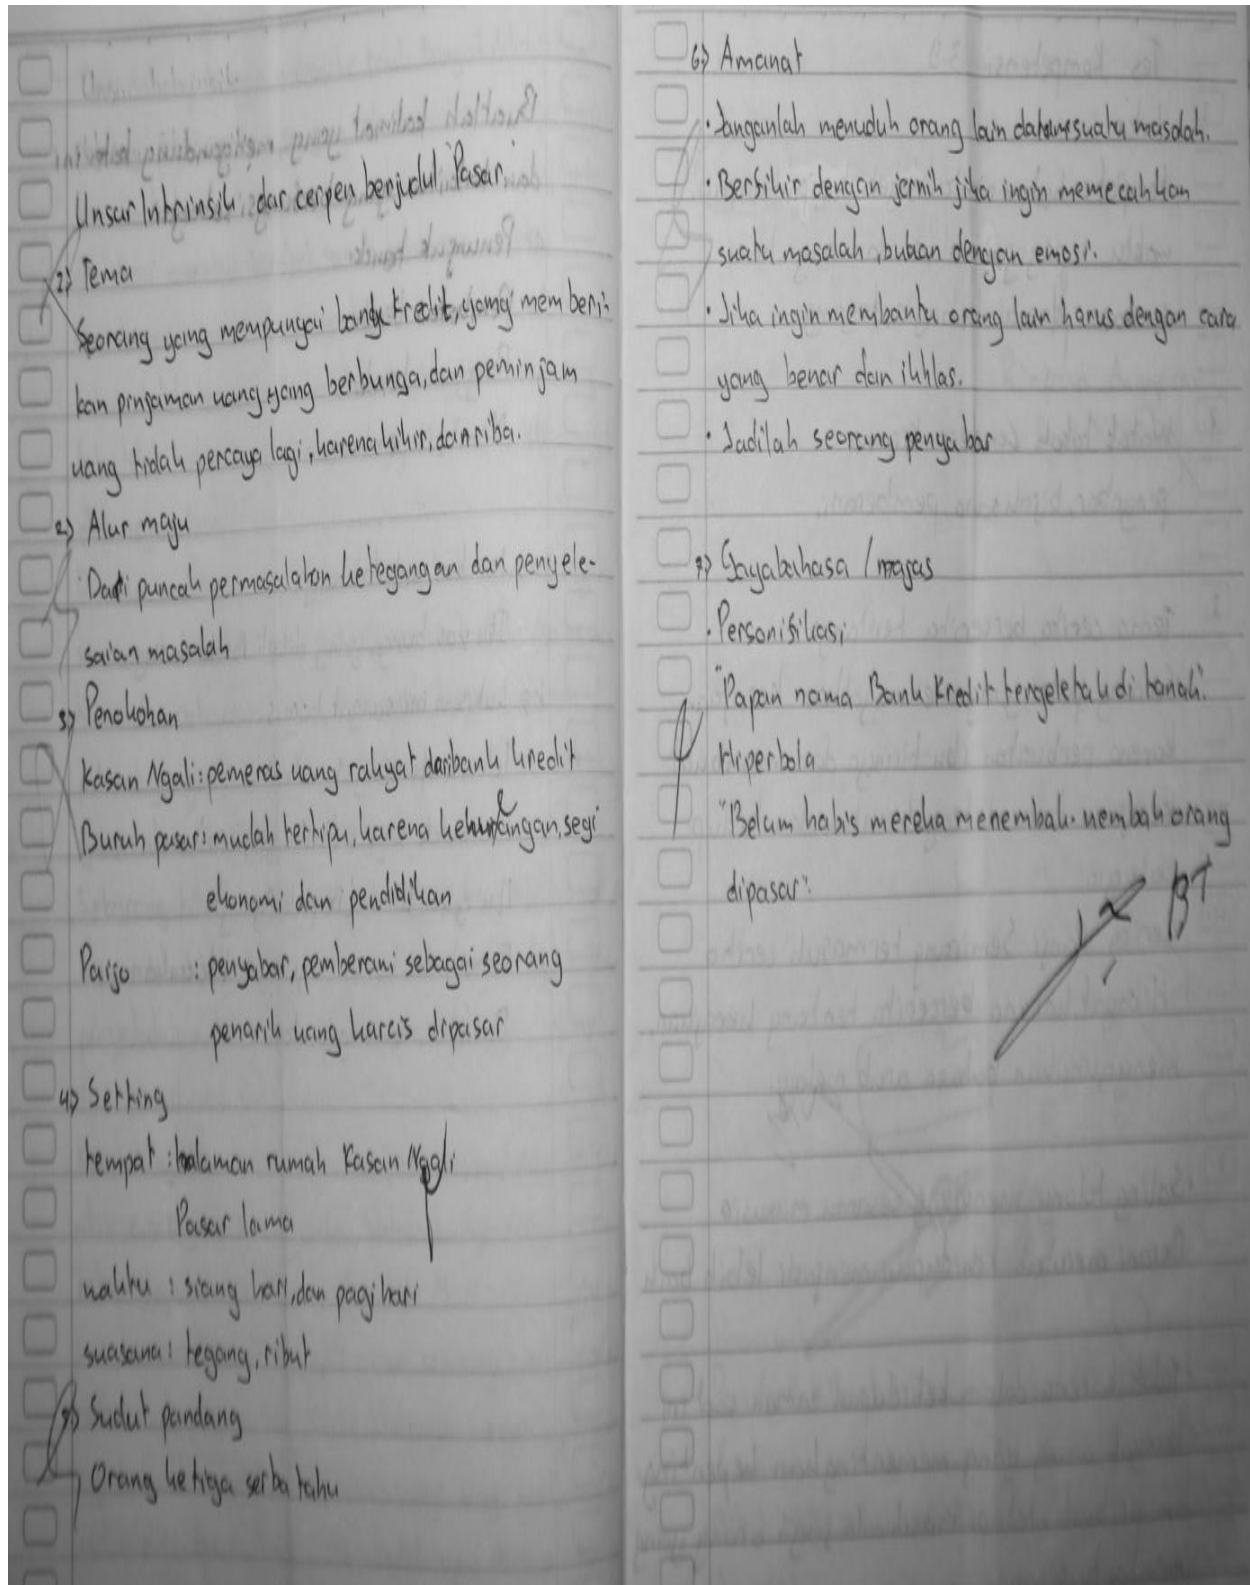 Unsur Intrinsik, dar cerpen berjudul "Pasar"
1) Tema
Seorang yang mempunyai bank kredit, yang memberi-
kan pinjaman uang yang berbunga, dan peminjam
uang tidak percaya lagi, karena kikir, dan riba.
2) Alur maju
Dari puncak permasalahan ketegangan dan penyele-
saian masalah
3) Penokohan
Kasan Ngali : pemeras uang rakyat dari bank kredit
Buruh pasar : mudah tertipu, karena kekurangan, segi
ekonomi dan pendidikan
Paijo : penyabar, pemberani sebagai seorang
penarik uang karcis dipasar
4) Setting
tempat : halaman rumah Kasan Ngali
Pasar lama
waktu : siang hari, dan pagi hari
suasana : tegang, ribut
5) Sudut pandang
Orang ketiga serba tahu
6) Amanat
· Janganlah menuduh orang lain dalam suatu masalah.
· Berfikir dengan jernih jika ingin memecahkan
suatu masalah, bukan dengan emosi.
· Jika ingin membantu orang lain harus dengan cara
yang benar dan ikhlas.
· Jadilah seorang penyabar
7) Gayabahasa / majas
· Personifikasi
"Papan nama Bank Kredit tergeletak di tanah".
Hiperbola
"Belum habis mereka menembak-nembak orang
dipasar".
BT